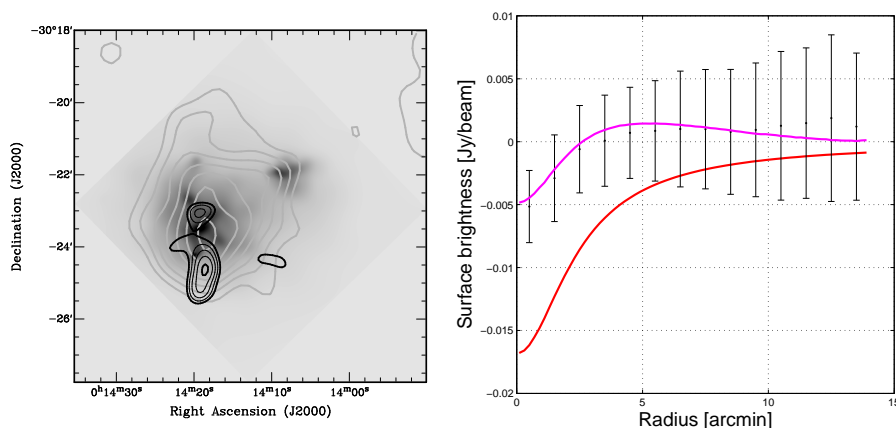 -30°18′
-20′
-22′
-24′
-26′
Declination (J2000)
0ʰ14ᵐ30ˢ 14ᵐ20ˢ 14ᵐ10ˢ 14ᵐ00ˢ
Right Ascension (J2000)
0.01
0.005
0
−0.005
−0.01
−0.015
−0.02
Surface brightness [Jy/beam]
0 5 10 15
Radius [arcmin]